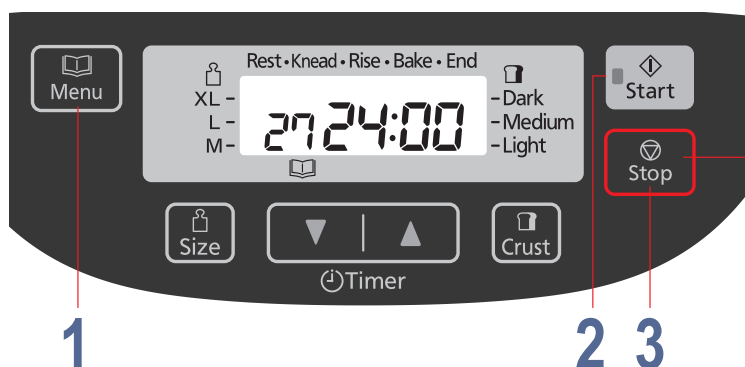 Menu
Rest • Knead • Rise • Bake • End
XL –
L –
M –
27 24:00
– Dark
– Medium
– Light
Start
Stop
Size
Crust
Timer
1
2
3